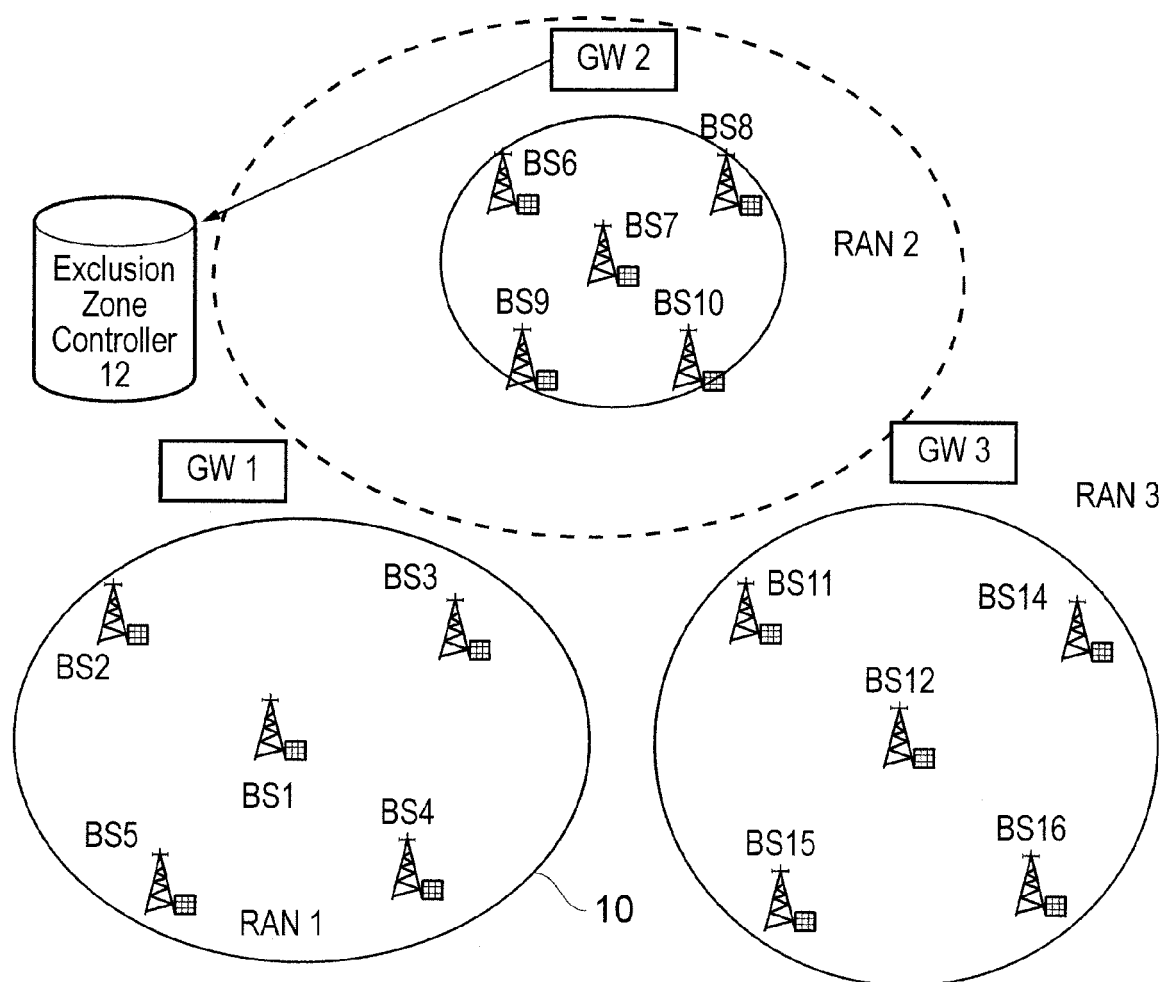 GW 2
BS8
BS6
BS7
RAN 2
Exclusion
Zone
Controller
12
BS9
BS10
GW 1
GW 3
RAN 3
BS3
BS11
BS14
BS2
BS12
BS1
BS4
BS5
BS15
BS16
10
RAN 1